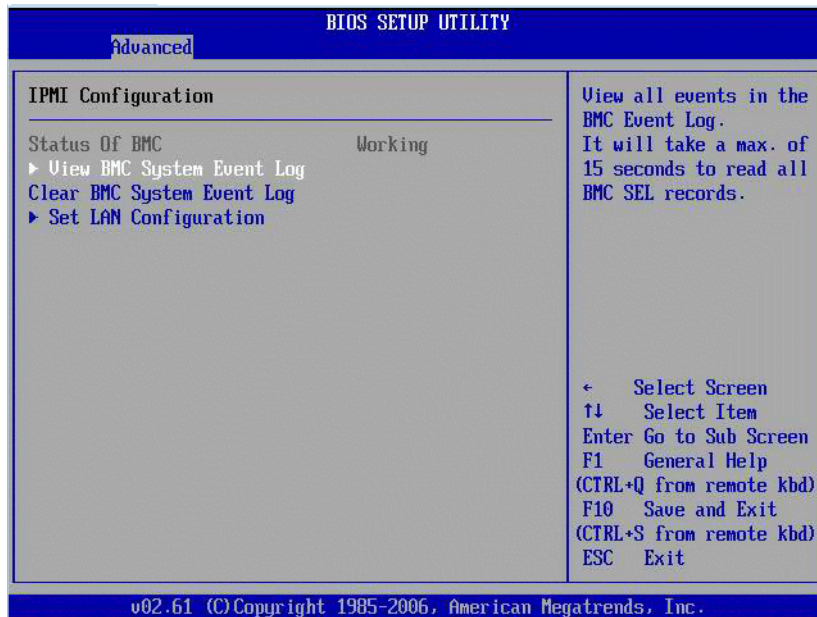 BIOS SETUP UTILITY
Advanced
IPMI Configuration
Status Of BMC Working
▶ View BMC System Event Log
Clear BMC System Event Log
▶ Set LAN Configuration
View all events in the
BMC Event Log.
It will take a max. of
15 seconds to read all
BMC SEL records.
← Select Screen
↑↓ Select Item
Enter Go to Sub Screen
F1 General Help
(CTRL+Q from remote kbd)
F10 Save and Exit
(CTRL+S from remote kbd)
ESC Exit
v02.61 (C)Copyright 1985-2006, American Megatrends, Inc.